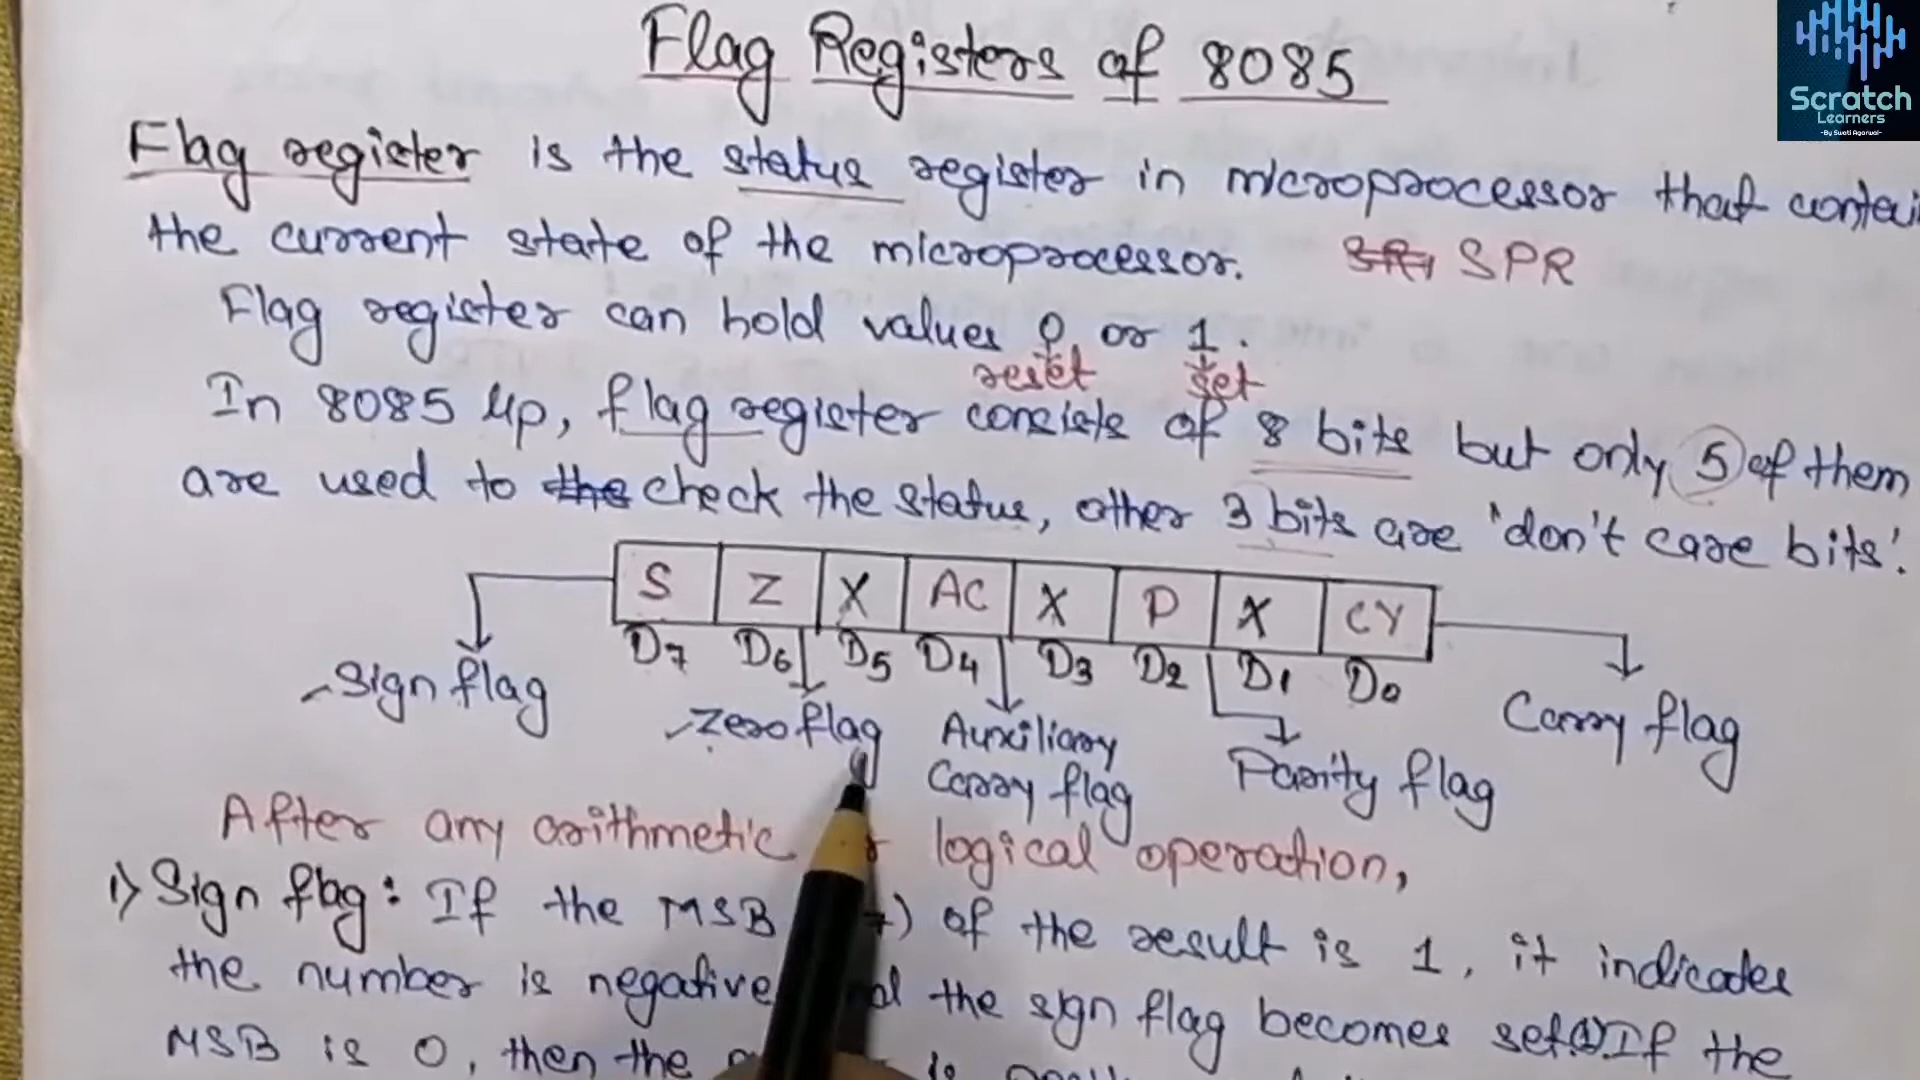 Flag Registers of 8085
Scratch
Learners
-By Swati Agarwal-
Flag register is the status register in microprocessor that contai
the current state of the microprocessor. SPR
Flag register can hold values 0 or 1.
reset set
In 8085 μp, flag register consists of 8 bits but only 5 of them
are used to the check the status, other 3 bits are 'don't care bits'.
S Z X AC X P X CY
D7 D6 D5 D4 D3 D2 D1 D0
Sign flag
Zero flag
Auxiliary
Carry flag
Parity flag
Carry flag
After any arithmetic logical operation,
1) Sign flag: If the MSB 7) of the result is 1, it indicates
the number is negative the sign flag becomes set. If the
MSB is 0, then the is